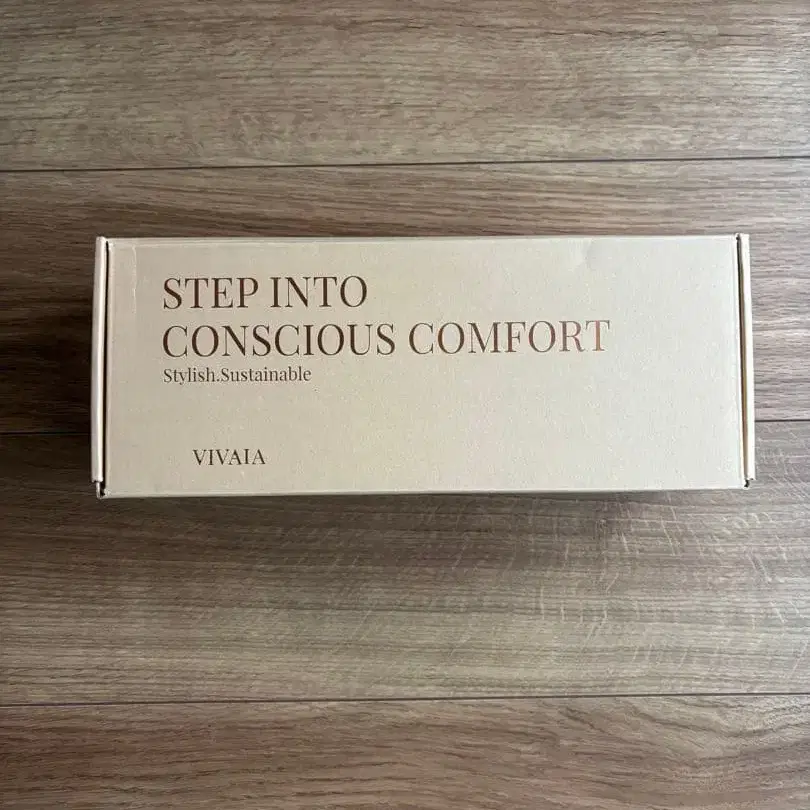 STEP INTO
CONSCIOUS COMFORT
Stylish.Sustainable
VIVAIA